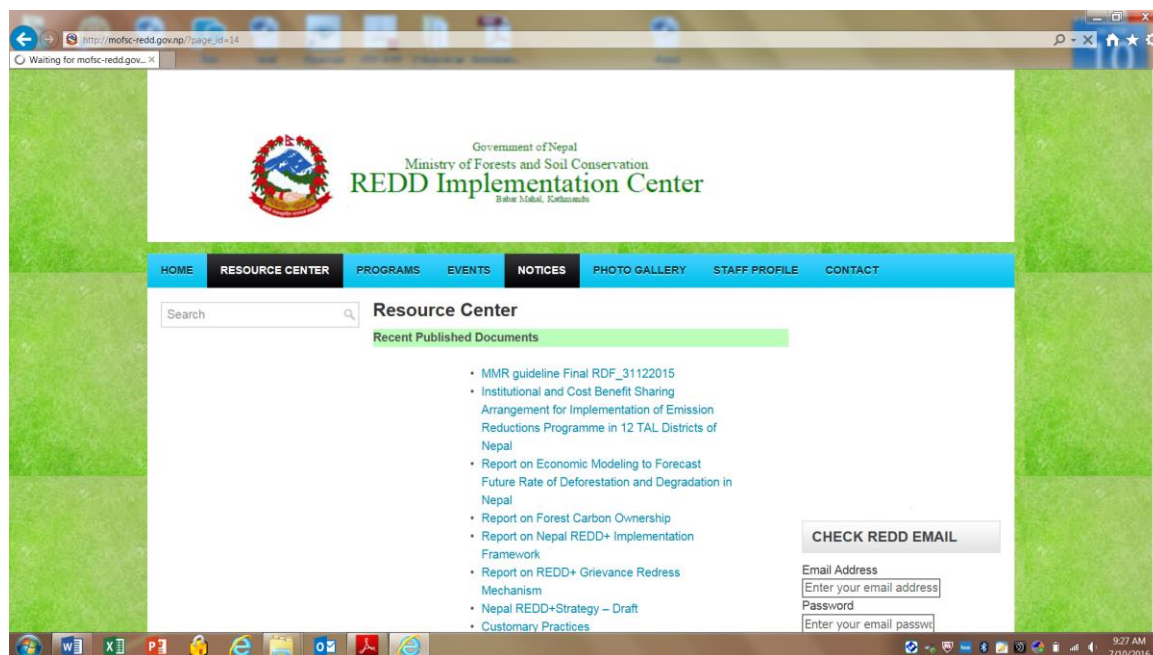 http://mofsc-redd.gov.np/?page_id=14
Waiting for mofsc-redd.gov...
Government of Nepal
Ministry of Forests and Soil Conservation
REDD Implementation Center
Babar Mahal, Kathmandu
HOME RESOURCE CENTER PROGRAMS EVENTS NOTICES PHOTO GALLERY STAFF PROFILE CONTACT
Search
Resource Center
Recent Published Documents
• MMR guideline Final RDF_31122015
• Institutional and Cost Benefit Sharing
Arrangement for Implementation of Emission
Reductions Programme in 12 TAL Districts of
Nepal
• Report on Economic Modeling to Forecast
Future Rate of Deforestation and Degradation in
Nepal
• Report on Forest Carbon Ownership
• Report on Nepal REDD+ Implementation
Framework
• Report on REDD+ Grievance Redress
Mechanism
• Nepal REDD+Strategy – Draft
• Customary Practices
CHECK REDD EMAIL
Email Address
Enter your email address
Password
Enter your email passwc
9:27 AM
7/10/2016